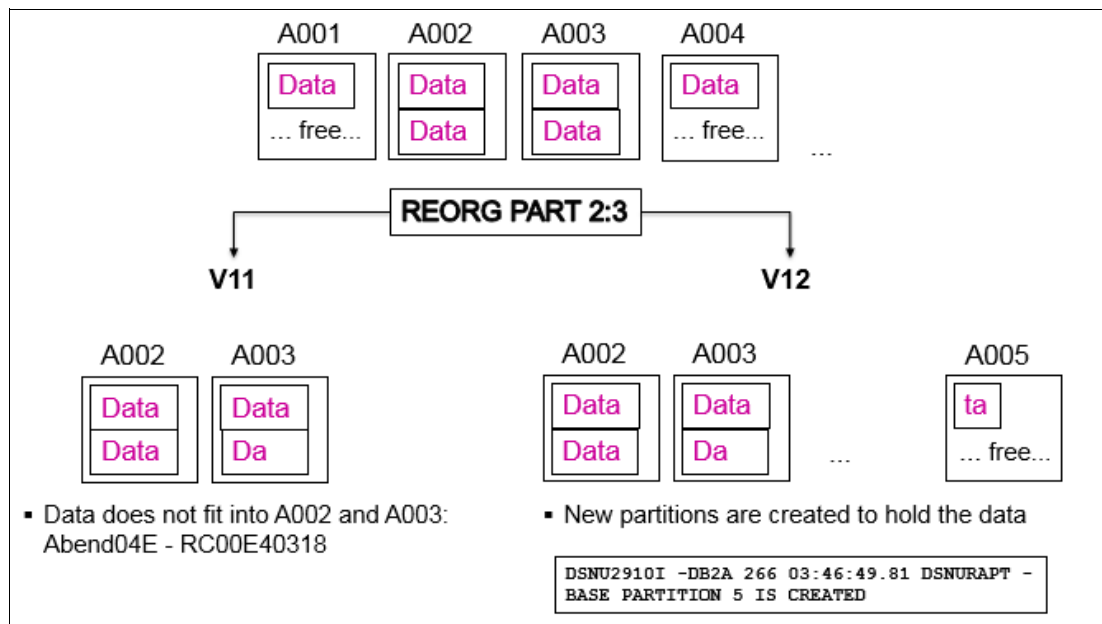 A001 A002 A003 A004
Data Data Data Data
... free... Data Data ... free...
...
REORG PART 2:3
V11 V12
A002 A003 A002 A003 A005
Data Data Data Data ta
Data Da Data Da ... ... free...
▪ Data does not fit into A002 and A003:
Abend04E - RC00E40318
▪ New partitions are created to hold the data
DSNU2910I -DB2A 266 03:46:49.81 DSNURAPT -
BASE PARTITION 5 IS CREATED